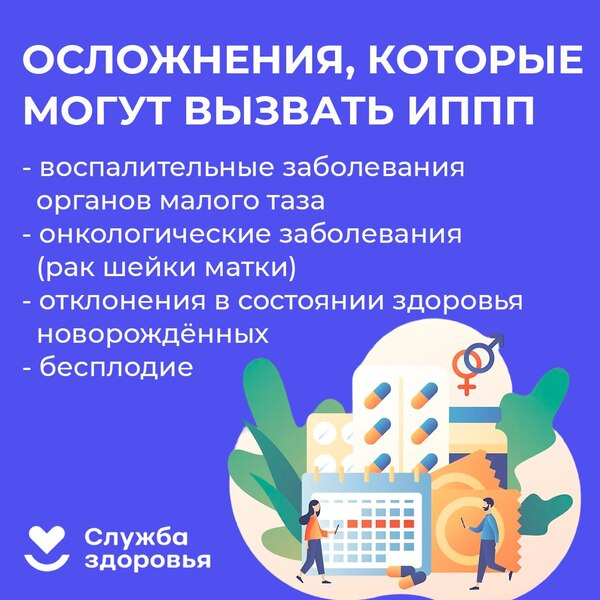 ОСЛОЖНЕНИЯ, КОТОРЫЕ
МОГУТ ВЫЗВАТЬ ИППП
- воспалительные заболевания
органов малого таза
- онкологические заболевания
(рак шейки матки)
- отклонения в состоянии здоровья
новорождённых
- бесплодие
Служба
здоровья